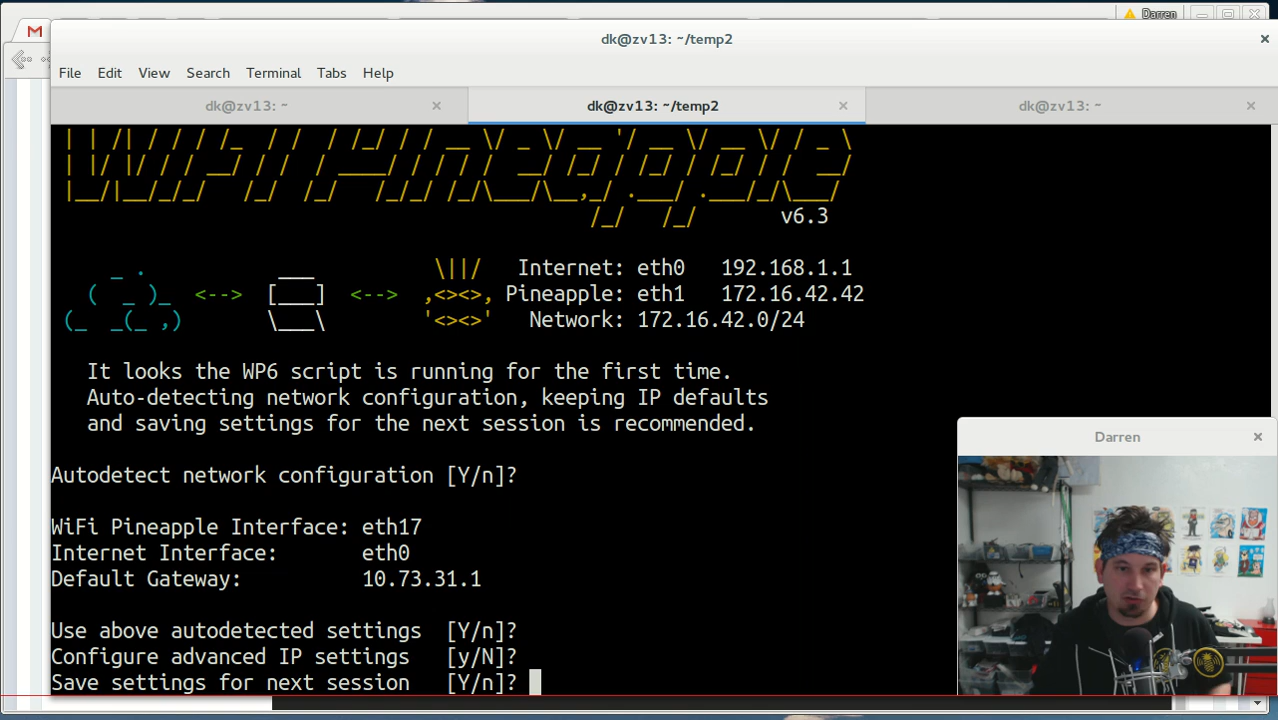 Darren
dk@zv13: ~/temp2
File Edit View Search Terminal Tabs Help
dk@zv13: ~ dk@zv13: ~/temp2 dk@zv13: ~
WiFi Pineapple
v6.3
Internet: eth0 192.168.1.1
Pineapple: eth1 172.16.42.42
Network: 172.16.42.0/24
It looks the WP6 script is running for the first time.
Auto-detecting network configuration, keeping IP defaults
and saving settings for the next session is recommended.
Autodetect network configuration [Y/n]?
WiFi Pineapple Interface: eth17
Internet Interface: eth0
Default Gateway: 10.73.31.1
Use above autodetected settings [Y/n]?
Configure advanced IP settings [y/N]?
Save settings for next session [Y/n]?
Darren